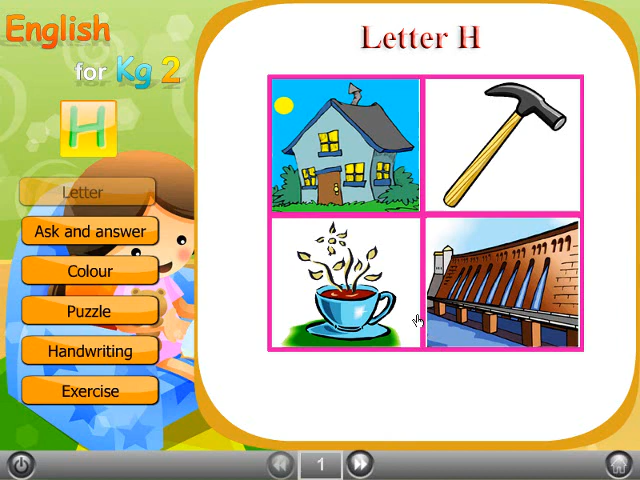 English
for Kg 2
H
Letter
Ask and answer
Colour
Puzzle
Handwriting
Exercise
Letter H
1